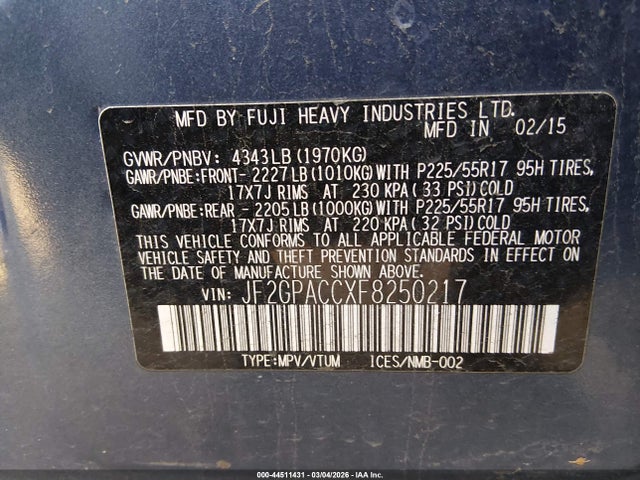 MFD BY FUJI HEAVY INDUSTRIES LTD.
MFD IN 02/15
GVWR/PNBV: 4343LB (1970KG)
GAWR/PNBE:FRONT- 2227LB (1010KG)WITH P225/55R17 95H TIRES,
17X7J RIMS AT 230 KPA ( 33 PSI)COLD
GAWR/PNBE:REAR - 2205LB (1000KG)WITH P225/55R17 95H TIRES,
17X7J RIMS AT 220 KPA ( 32 PSI)COLD
THIS VEHICLE CONFORMS TO ALL APPLICABLE FEDERAL MOTOR
VEHICLE SAFETY AND THEFT PREVENTION STANDARDS IN EFFECT ON THE
DATE OF MANUFACTURE SHOWN ABOVE.
VIN: JF2GPACCXF8250217
TYPE:MPV/VTUM ICES/NMB-002
000-44511431 - 03/04/2026 - IAA Inc.